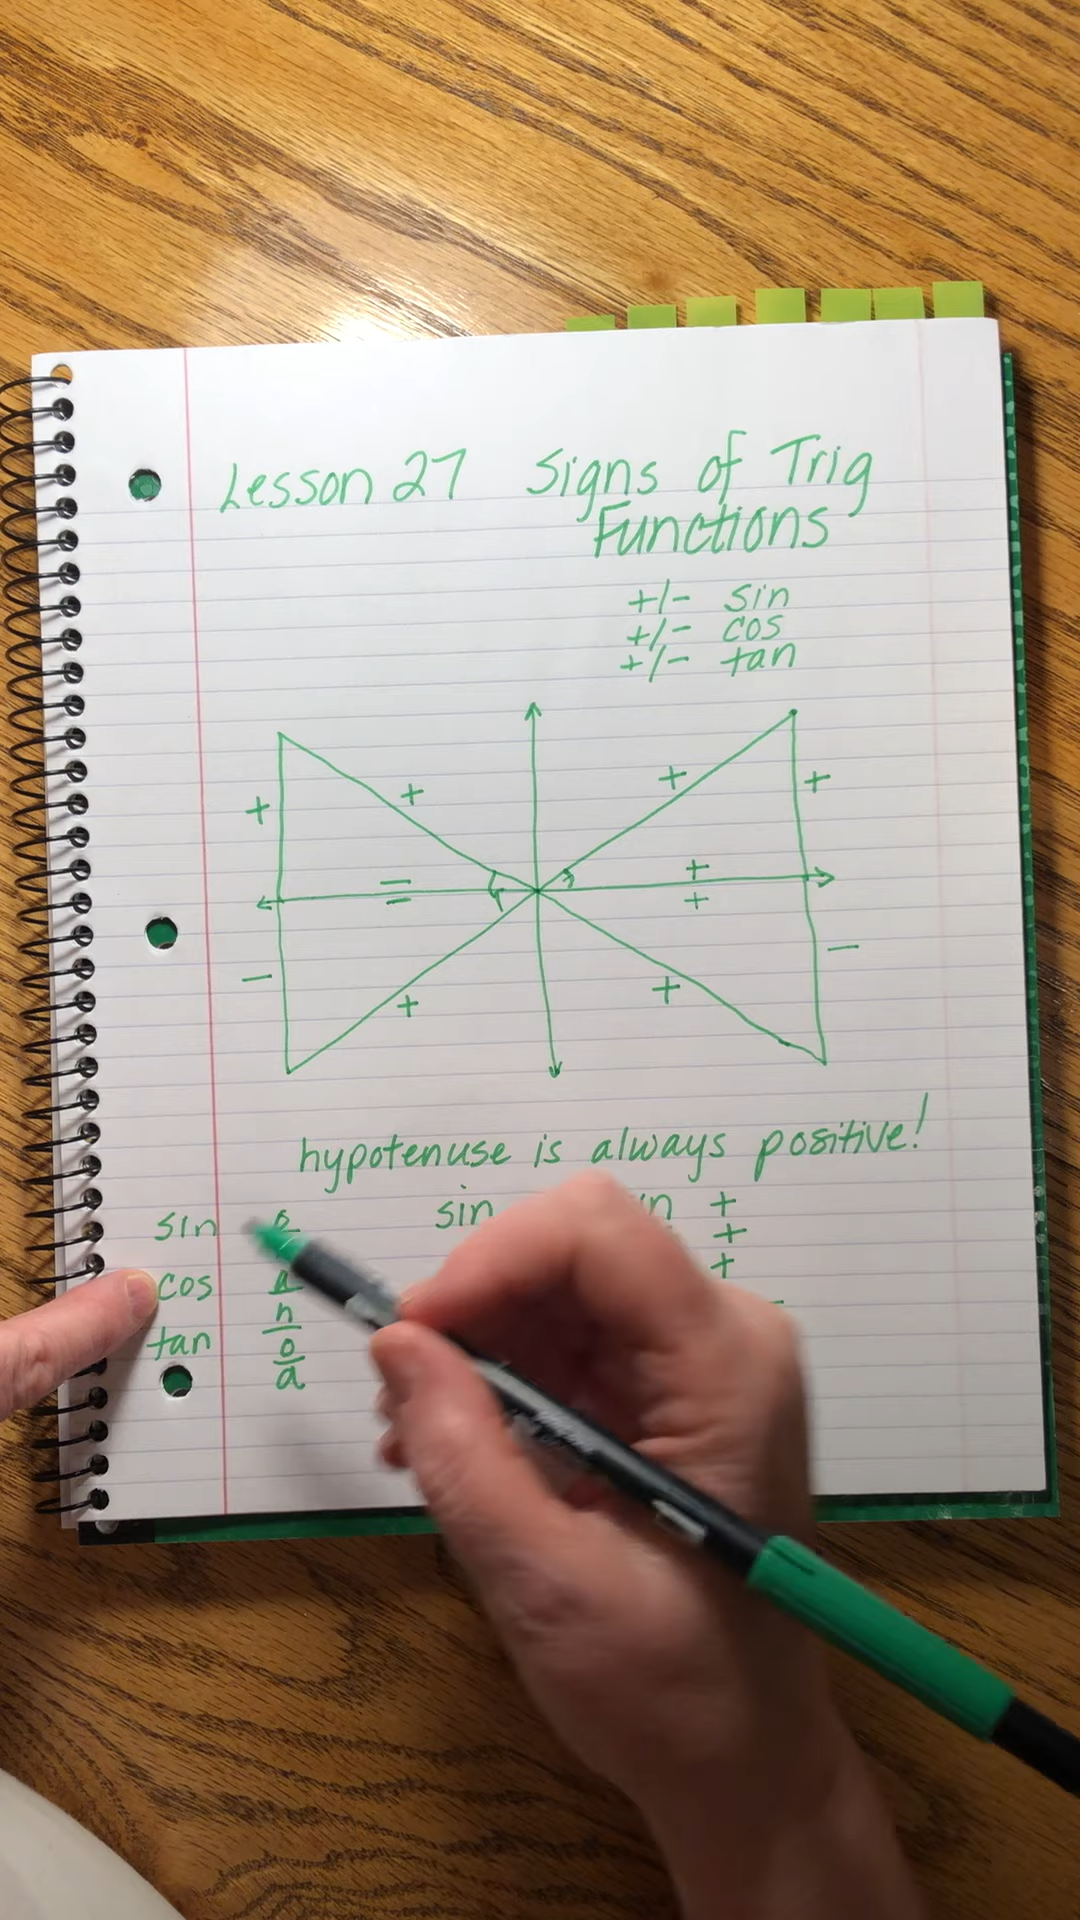 Lesson 27 Signs of Trig
Functions
+/- sin
+/- cos
+/- tan
+ + + +
= + +
- + + -
hypotenuse is always positive!
sin o sin +
+
cos a +
h
tan o
a